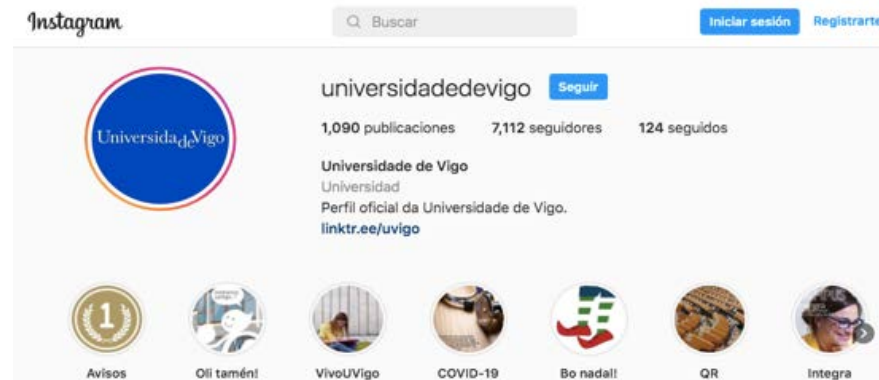 Instagram
Buscar
Iniciar sesión
Registrarte
UniversidadeVigo
universidadedevigo
Seguir
1,090 publicaciones 7,112 seguidores 124 seguidos
Universidade de Vigo
Universidad
Perfil oficial da Universidade de Vigo.
linktr.ee/uvigo
1
Avisos Oli tamén! VivoUVigo COVID-19 Bo nadal! QR Integra